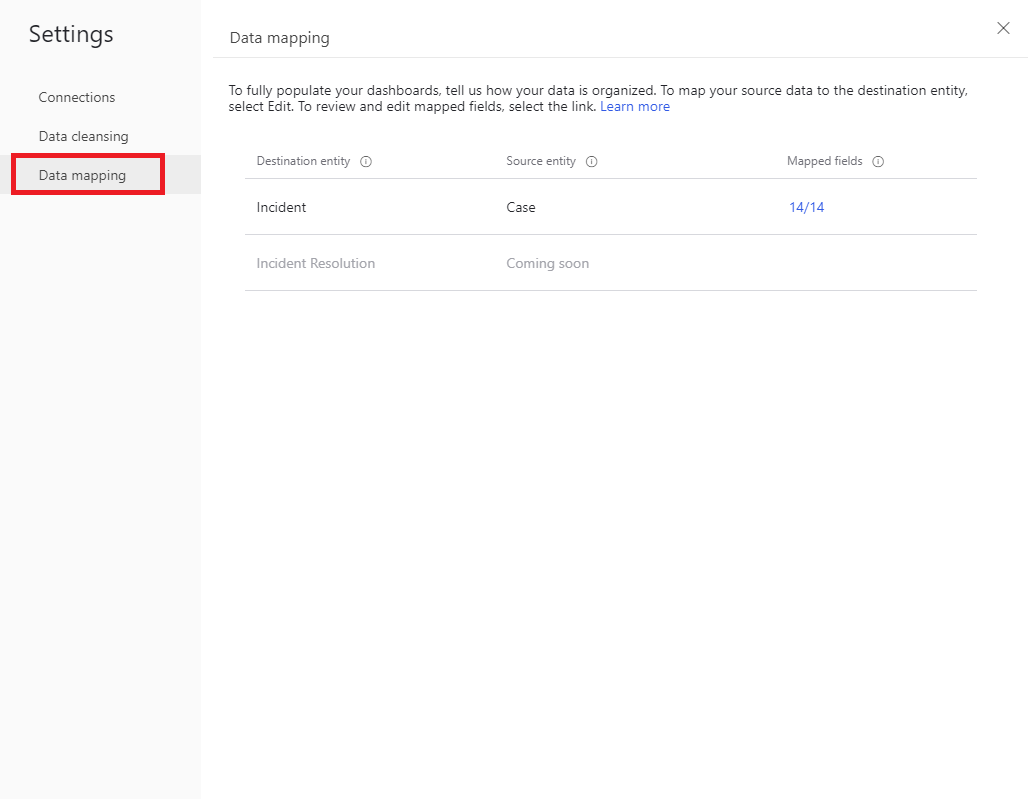 Settings
Connections
Data cleansing
Data mapping
Data mapping
To fully populate your dashboards, tell us how your data is organized. To map your source data to the destination entity,
select Edit. To review and edit mapped fields, select the link. Learn more
Destination entity Source entity Mapped fields
Incident Case 14/14
Incident Resolution Coming soon